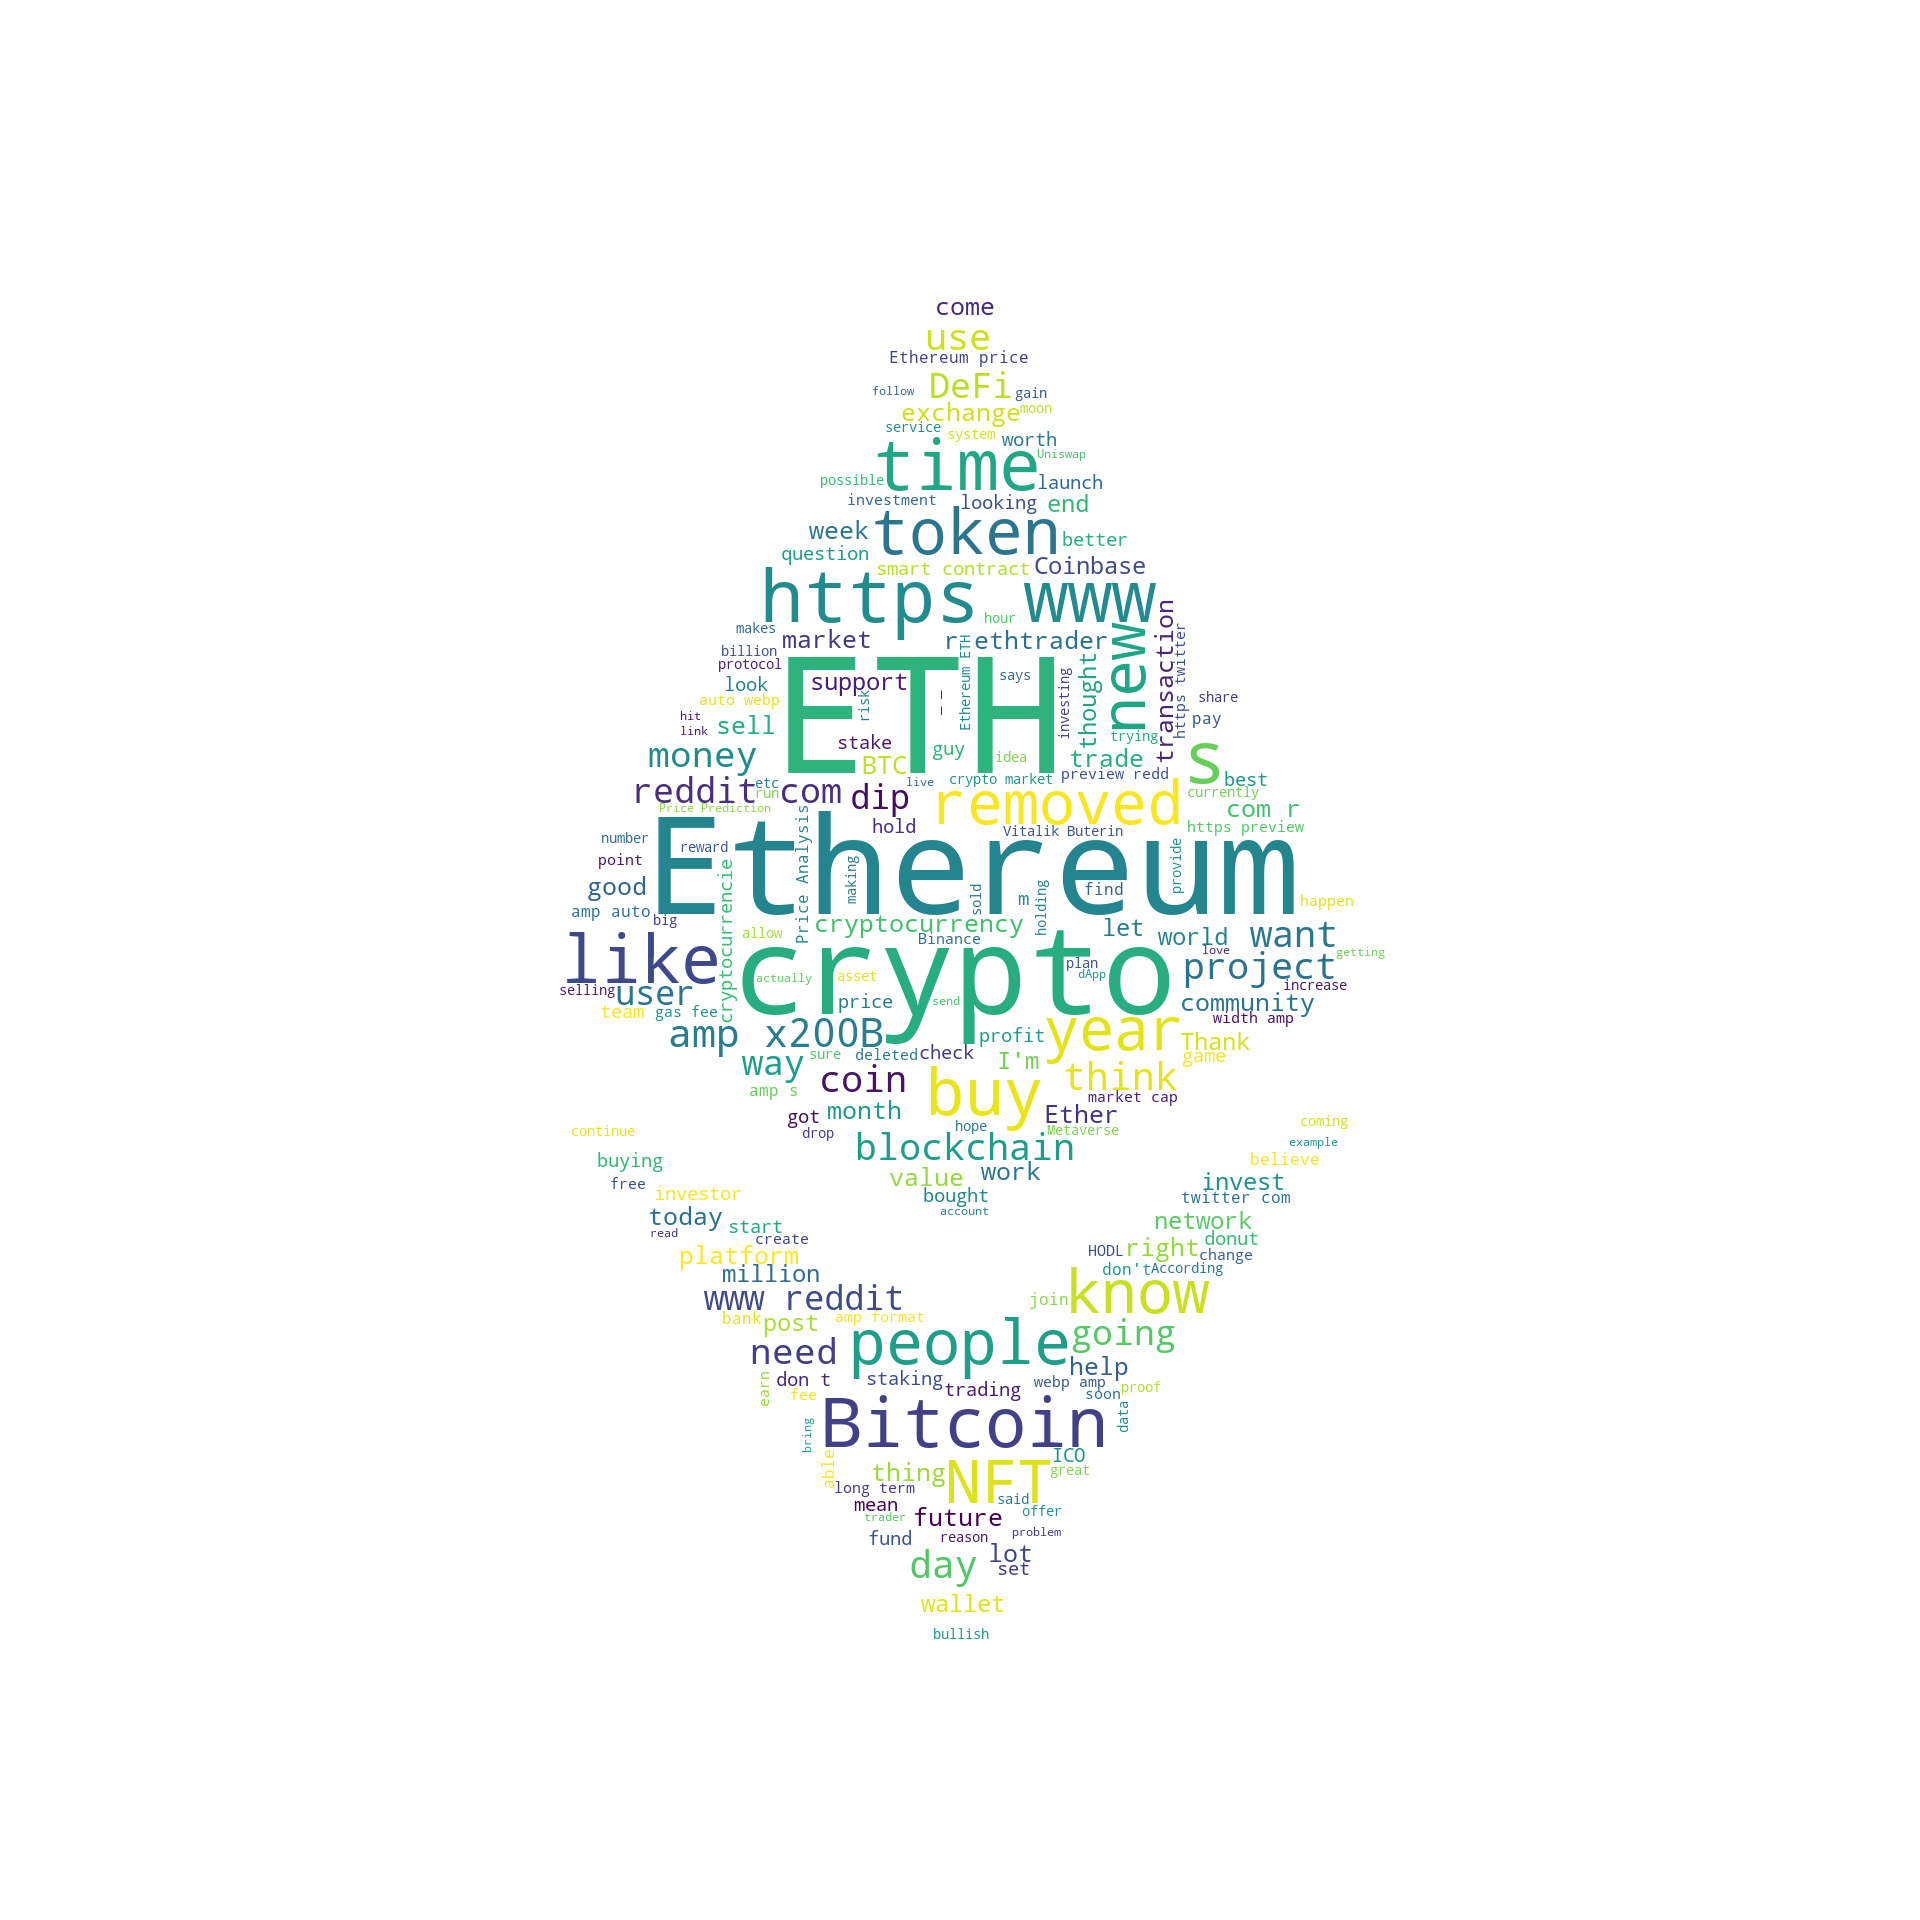 come
use
Ethereum price
follow DeFi gain
exchange moon
service system worth
time Uniswap
possible launch
investment looking end
week token better
question smart contract Coinbase
https www
hour
makes market r ethtrader new transaction
billion
protocol ETH Ethereum ETH thought https twitter
look support says investing share
auto webp risk -- 
hit sell pay
link stake guy trying
money BTC idea trade s
reddit etc com live crypto market preview redd best
run dip removed currently com r
Price Prediction hold Vitalik Buterin https preview
number reward Ethereum provide
point Price Analysis making
good cryptocurrencie sold m holding find happen
amp auto big
allow cryptocurrency let world want
like Binance love getting
crypto plan project
selling actually asset dApp increase
user price send community
team gas fee width amp
amp x200B profit year Thank
way sure deleted check I'm game
coin buy think
amp s market cap
got month Ether
drop hope Metaverse coming
continue blockchain example
buying value work believe
free bought invest
investor account twitter com
today start network
read create donut
platform HODL right change
million don't According
www reddit join know
bank post amp format
need people going
don t staking help
earn fee trading webp amp proof
soon
bring Bitcoin data
able thing NFT ICO
great
long term said
mean offer
trader future
fund reason problem
day lot
set
wallet
bullish